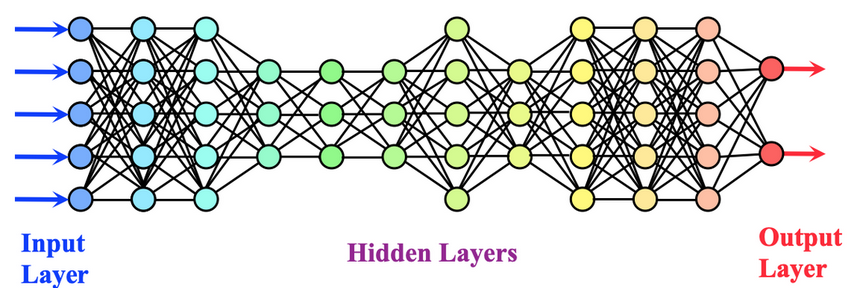 Input
Layer
Hidden Layers
Output
Layer